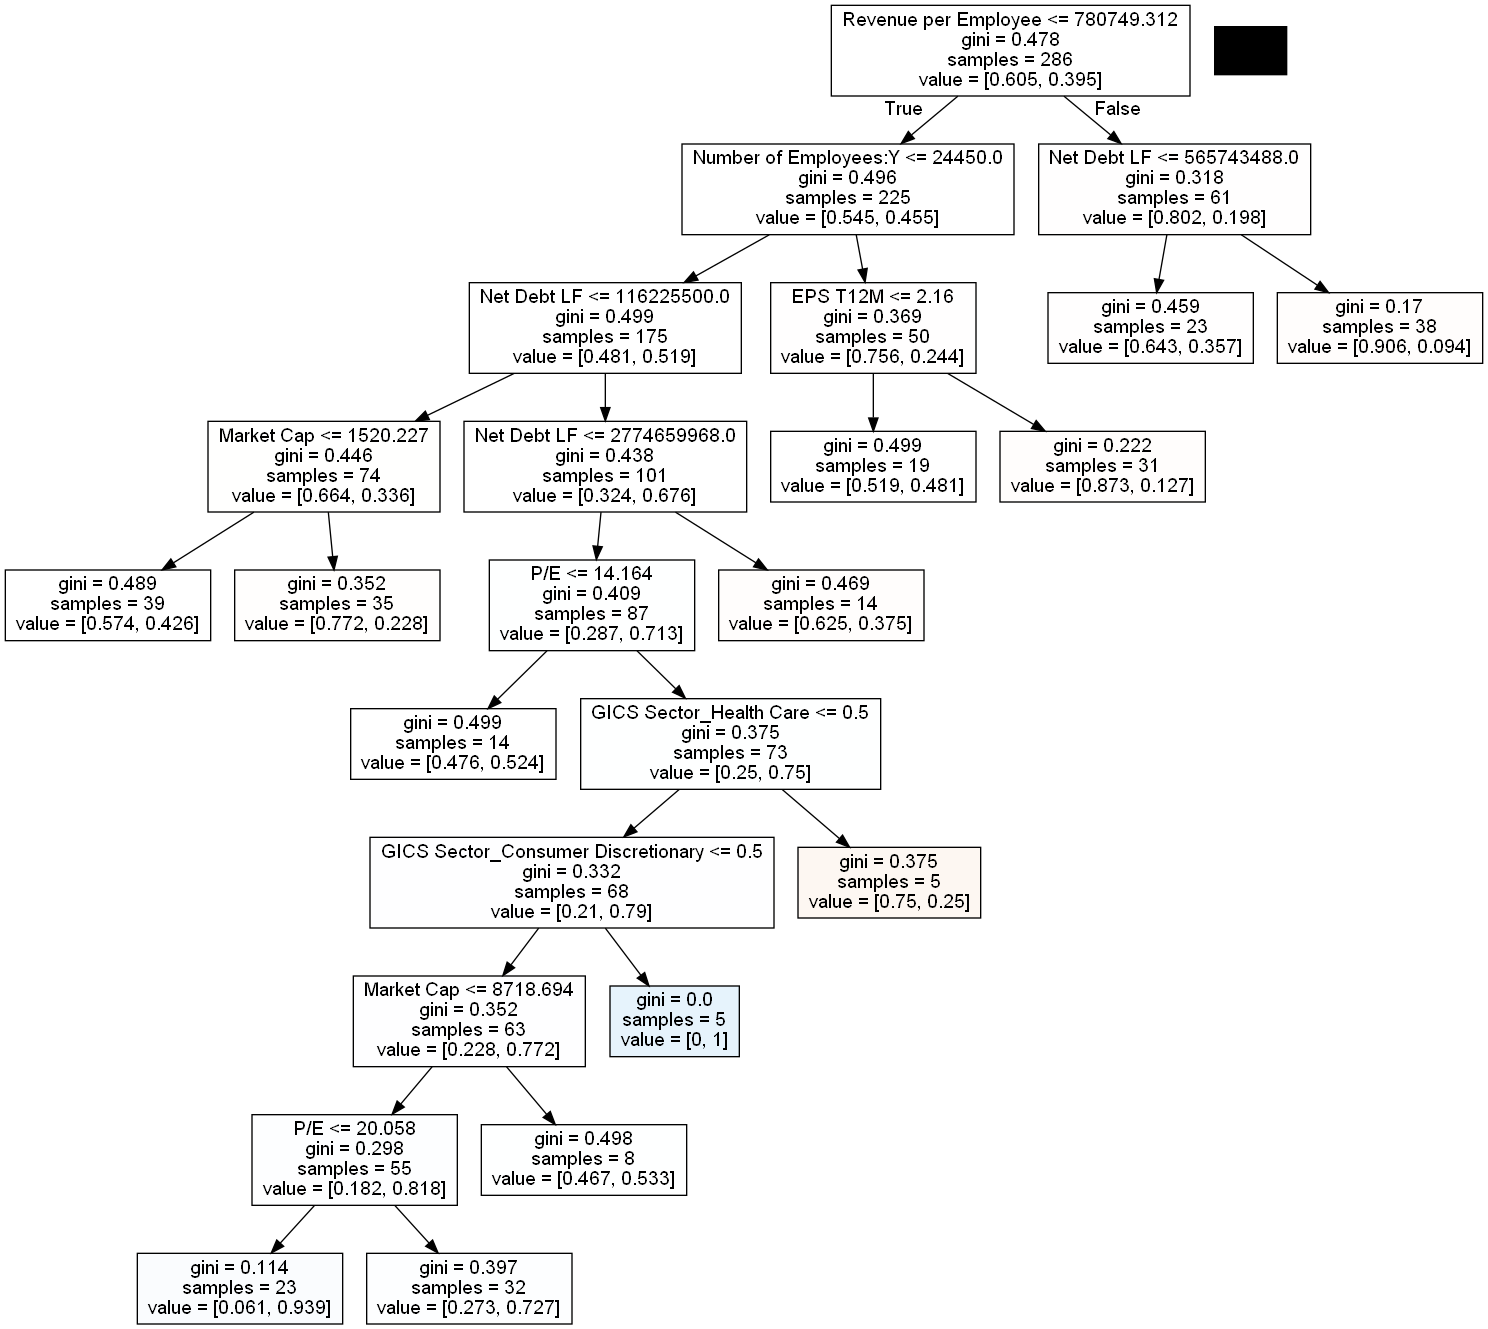 Revenue per Employee <= 780749.312
gini = 0.478
samples = 286
value = [0.605, 0.395]
True
False
Number of Employees:Y <= 24450.0
gini = 0.496
samples = 225
value = [0.545, 0.455]
Net Debt LF <= 565743488.0
gini = 0.318
samples = 61
value = [0.802, 0.198]
Net Debt LF <= 116225500.0
gini = 0.499
samples = 175
value = [0.481, 0.519]
EPS T12M <= 2.16
gini = 0.369
samples = 50
value = [0.756, 0.244]
gini = 0.459
samples = 23
value = [0.643, 0.357]
gini = 0.17
samples = 38
value = [0.906, 0.094]
Market Cap <= 1520.227
gini = 0.446
samples = 74
value = [0.664, 0.336]
Net Debt LF <= 2774659968.0
gini = 0.438
samples = 101
value = [0.324, 0.676]
gini = 0.499
samples = 19
value = [0.519, 0.481]
gini = 0.222
samples = 31
value = [0.873, 0.127]
gini = 0.489
samples = 39
value = [0.574, 0.426]
gini = 0.352
samples = 35
value = [0.772, 0.228]
P/E <= 14.164
gini = 0.409
samples = 87
value = [0.287, 0.713]
gini = 0.469
samples = 14
value = [0.625, 0.375]
gini = 0.499
samples = 14
value = [0.476, 0.524]
GICS Sector_Health Care <= 0.5
gini = 0.375
samples = 73
value = [0.25, 0.75]
GICS Sector_Consumer Discretionary <= 0.5
gini = 0.332
samples = 68
value = [0.21, 0.79]
gini = 0.375
samples = 5
value = [0.75, 0.25]
Market Cap <= 8718.694
gini = 0.352
samples = 63
value = [0.228, 0.772]
gini = 0.0
samples = 5
value = [0, 1]
P/E <= 20.058
gini = 0.298
samples = 55
value = [0.182, 0.818]
gini = 0.498
samples = 8
value = [0.467, 0.533]
gini = 0.114
samples = 23
value = [0.061, 0.939]
gini = 0.397
samples = 32
value = [0.273, 0.727]